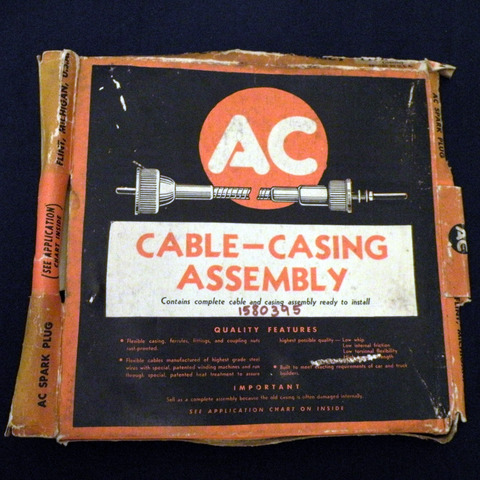 AC
CABLE-CASING
ASSEMBLY
Contains complete cable and casing assembly ready to install
1580395
QUALITY FEATURES
Flexible casing, ferrules, fittings, and coupling nuts
rust-proofed.
Flexible cables manufactured of highest grade steel
wires with special, patented winding machines and run
through special, patented heat treatment to assure
highest possible quality — Low whip
Low internal friction
Low torsional flexibility
Built to meet exacting requirements of car and truck
builders.
IMPORTANT
Sell as a complete assembly because the old casing is often damaged internally.
SEE APPLICATION CHART ON INSIDE
AC SPARK PLUG
(SEE APPLICATION
CHART INSIDE)
FLINT, MICHIGAN, U.S.A.
AC SPARK PLUG
AC
FLINT